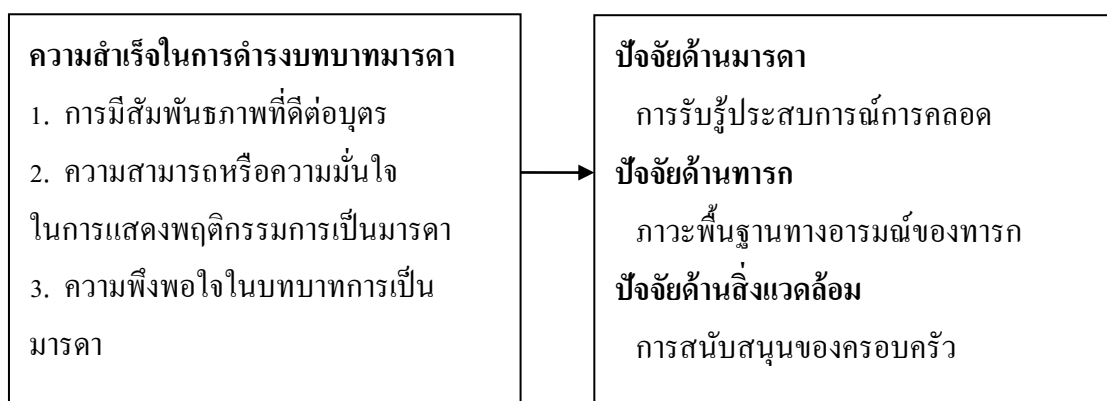 ความสำเร็จในการดำรงบทบาทมารดา
1. การมีสัมพันธภาพที่ดีต่อบุตร
2. ความสามารถหรือความมั่นใจ
ในการแสดงพฤติกรรมการเป็นมารดา
3. ความพึงพอใจในบทบาทการเป็น
มารดา
ปัจจัยด้านมารดา
การรับรู้ประสบการณ์การคลอด
ปัจจัยด้านทารก
ภาวะพื้นฐานทางอารมณ์ของทารก
ปัจจัยด้านสิ่งแวดล้อม
การสนับสนุนของครอบครัว